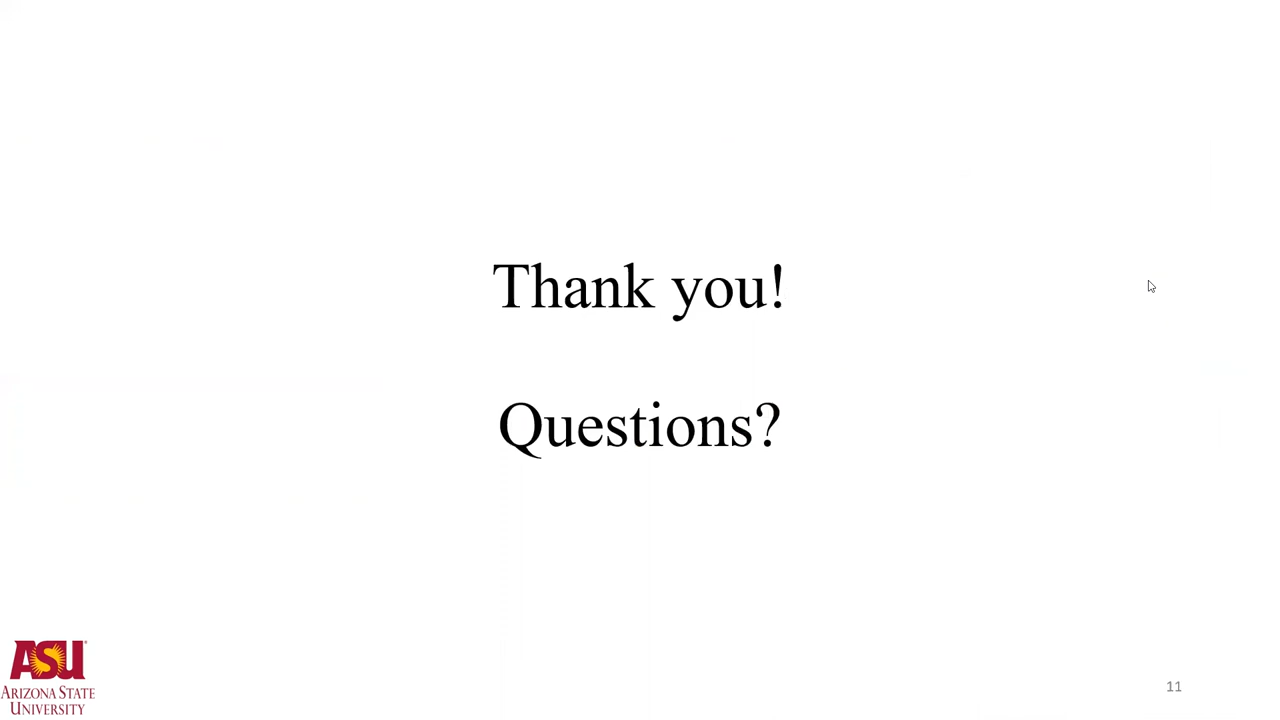 Thank you!
Questions?
ASU
ARIZONA STATE
UNIVERSITY
11